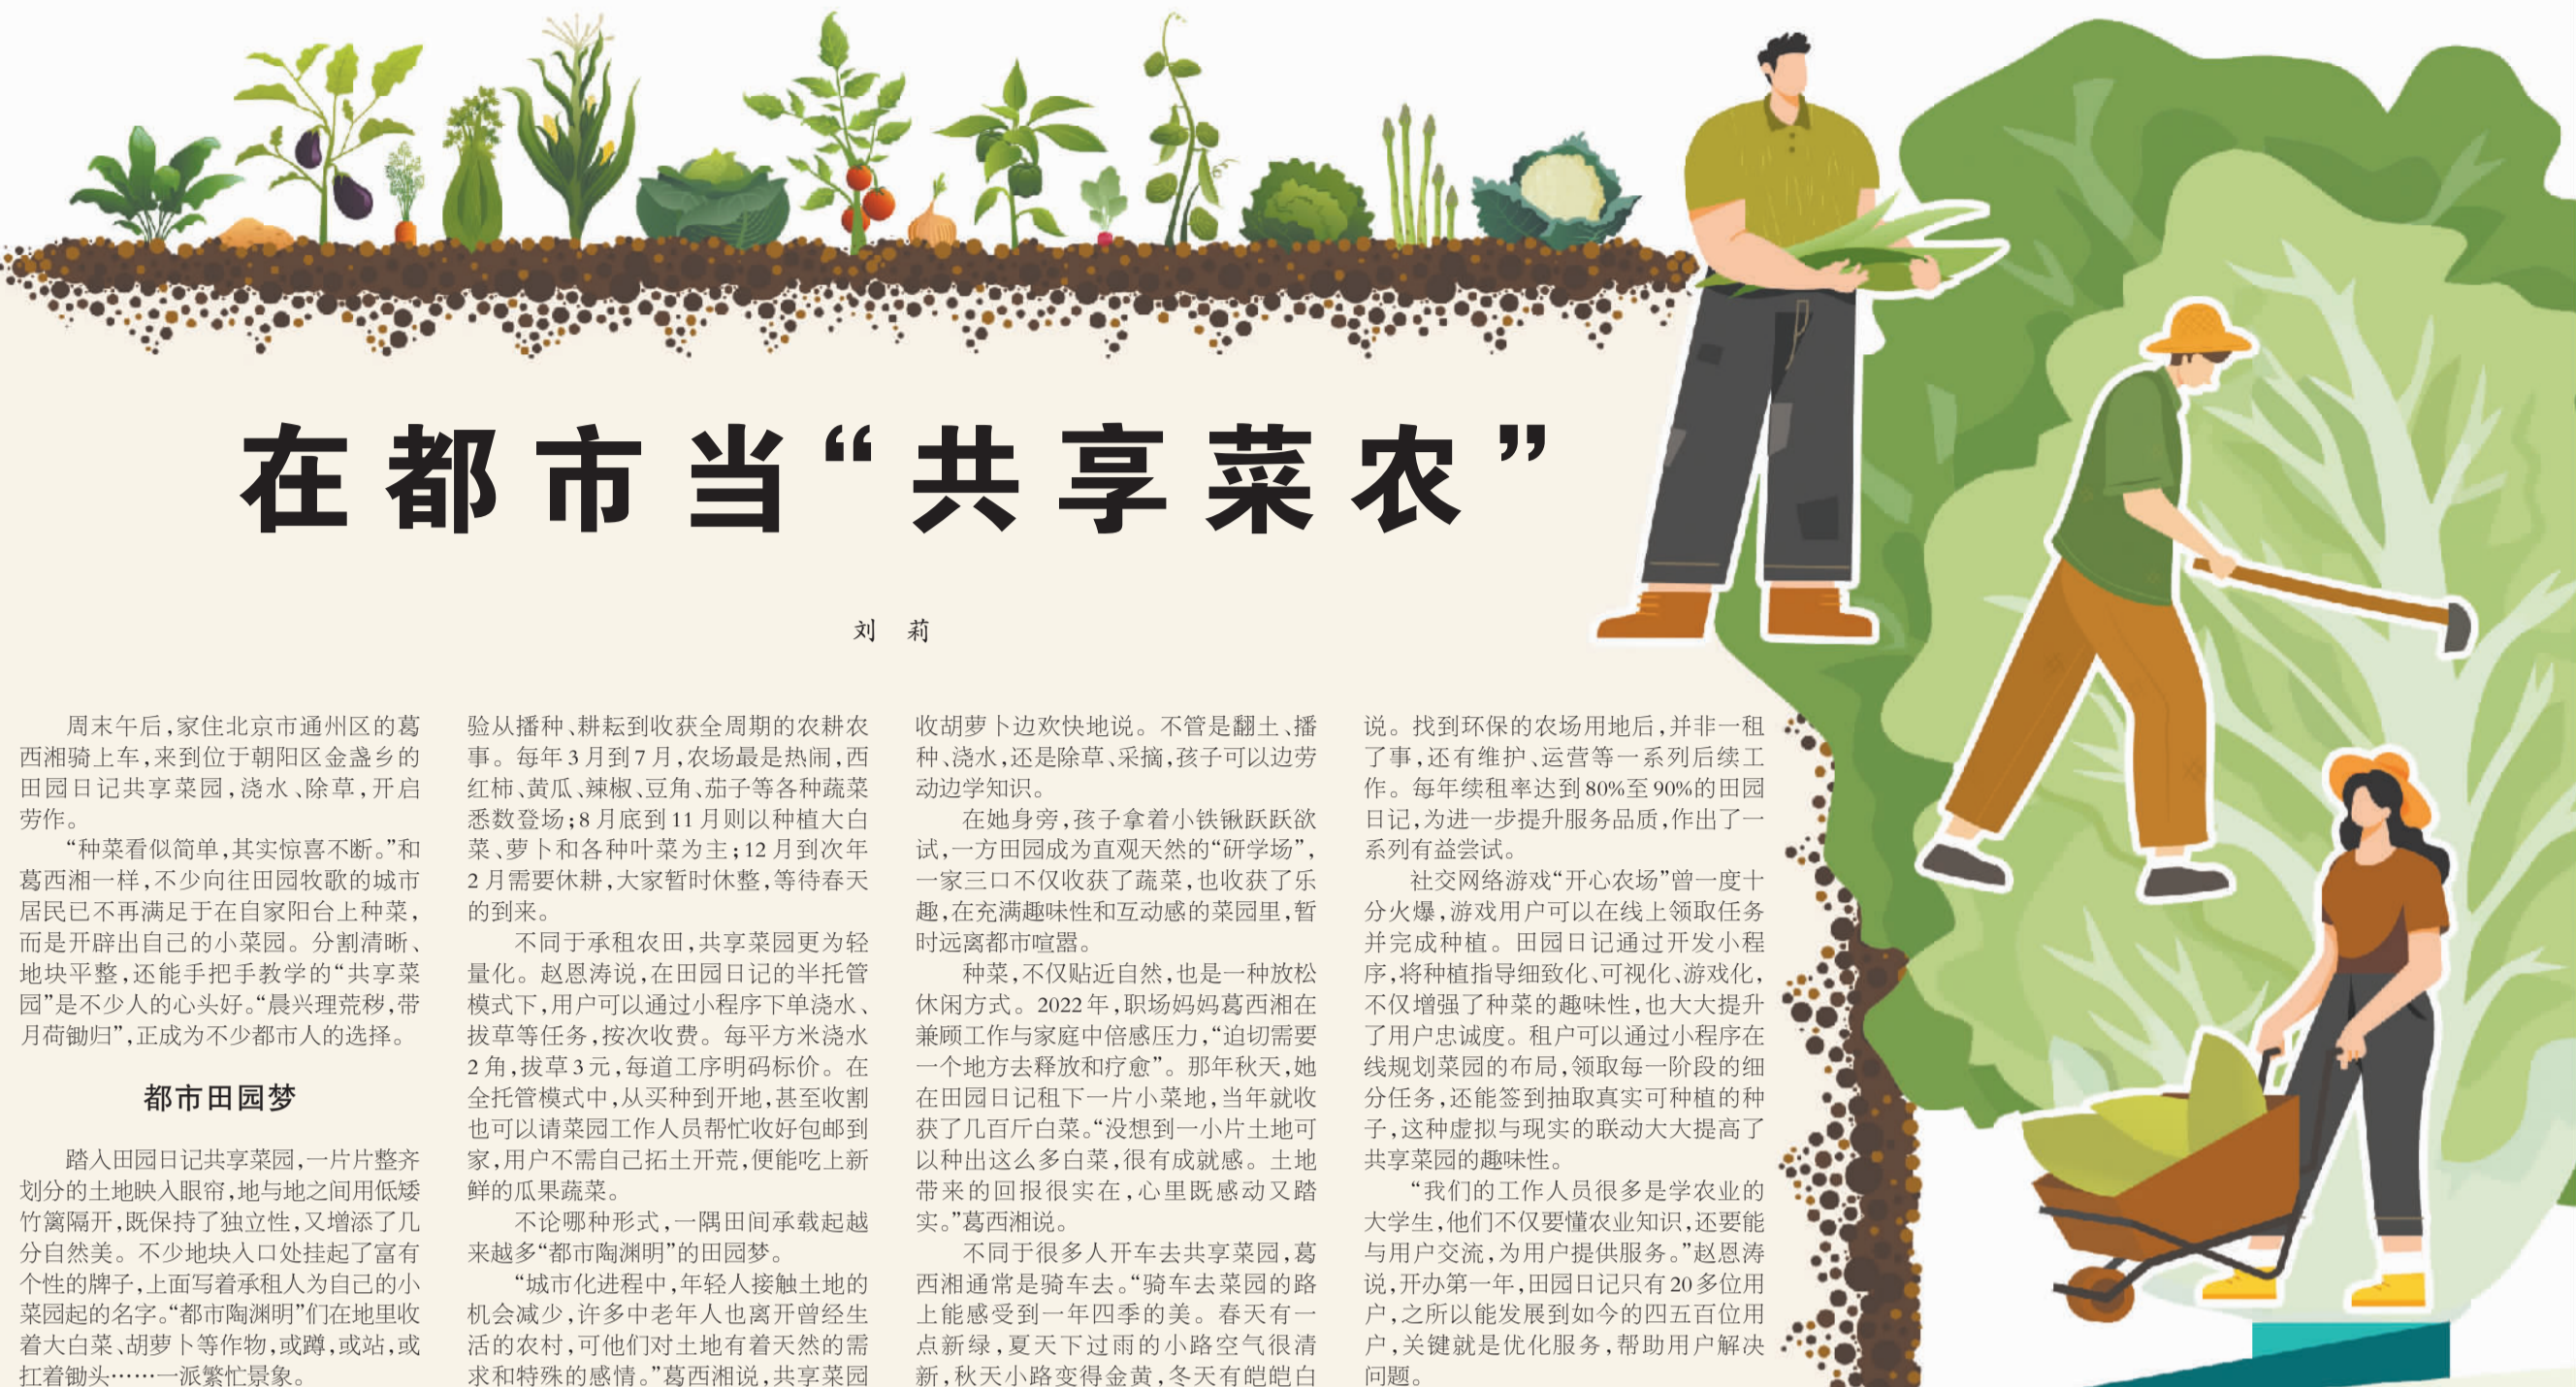 在都市当“共享菜农”
刘 莉
周末午后,家住北京市通州区的葛
西湘骑上车,来到位于朝阳区金盏乡的
田园日记共享菜园,浇水、除草,开启
劳作。
“种菜看似简单,其实惊喜不断。”和
葛西湘一样,不少向往田园牧歌的城市
居民已不再满足于在自家阳台上种菜,
而是开辟出自己的小菜园。分割清晰、
地块平整,还能手把手教学的“共享菜
园”是不少人的心头好。“晨兴理荒秽,带
月荷锄归”,正成为不少都市人的选择。
都市田园梦
踏入田园日记共享菜园,一片片整齐
划分的土地映入眼帘,地与地之间用低矮
竹篱隔开,既保持了独立性,又增添了几
分自然美。不少地块入口处挂起了富有
个性的牌子,上面写着承租人为自己的小
菜园起的名字。“都市陶渊明”们在地里收
着大白菜、胡萝卜等作物,或蹲,或站,或
扛着锄头……一派繁忙景象。
验从播种、耕耘到收获全周期的农耕农
事。每年3月到7月,农场最是热闹,西
红柿、黄瓜、辣椒、豆角、茄子等各种蔬菜
悉数登场;8月底到11月则以种植大白
菜、萝卜和各种叶菜为主;12月到次年
2月需要休耕,大家暂时休整,等待春天
的到来。
不同于承租农田,共享菜园更为轻
量化。赵恩涛说,在田园日记的半托管
模式下,用户可以通过小程序下单浇水、
拔草等任务,按次收费。每平方米浇水
2角,拔草3元,每道工序明码标价。在
全托管模式中,从买种到开地,甚至收割
也可以请菜园工作人员帮忙收好包邮到
家,用户不需自己拓土开荒,便能吃上新
鲜的瓜果蔬菜。
不论哪种形式,一隅田间承载起越
来越多“都市陶渊明”的田园梦。
“城市化进程中,年轻人接触土地的
机会减少,许多中老年人也离开曾经生
活的农村,可他们对土地有着天然的需
求和特殊的感情。”葛西湘说,共享菜园
收胡萝卜边欢快地说。不管是翻土、播
种、浇水,还是除草、采摘,孩子可以边劳
动边学知识。
在她身旁,孩子拿着小铁锹跃跃欲
试,一方田园成为直观天然的“研学场”,
一家三口不仅收获了蔬菜,也收获了乐
趣,在充满趣味性和互动感的菜园里,暂
时远离都市喧嚣。
种菜,不仅贴近自然,也是一种放松
休闲方式。2022年,职场妈妈葛西湘在
兼顾工作与家庭中倍感压力,“迫切需要
一个地方去释放和疗愈”。那年秋天,她
在田园日记租下一片小菜地,当年就收
获了几百斤白菜。“没想到一小片土地可
以种出这么多白菜,很有成就感。土地
带来的回报很实在,心里既感动又踏
实。”葛西湘说。
不同于很多人开车去共享菜园,葛
西湘通常是骑车去。“骑车去菜园的路
上能感受到一年四季的美。春天有一
点新绿,夏天下过雨的小路空气很清
新,秋天小路变得金黄,冬天有皑皑白
说。找到环保的农场用地后,并非一租
了事,还有维护、运营等一系列后续工
作。每年续租率达到80%至90%的田园
日记,为进一步提升服务品质,作出了一
系列有益尝试。
社交网络游戏“开心农场”曾一度十
分火爆,游戏用户可以在线上领取任务
并完成种植。田园日记通过开发小程
序,将种植指导细致化、可视化、游戏化,
不仅增强了种菜的趣味性,也大大提升
了用户忠诚度。租户可以通过小程序在
线规划菜园的布局,领取每一阶段的细
分任务,还能签到抽取真实可种植的种
子,这种虚拟与现实的联动大大提高了
共享菜园的趣味性。
“我们的工作人员很多是学农业的
大学生,他们不仅要懂农业知识,还要能
与用户交流,为用户提供服务。”赵恩涛
说,开办第一年,田园日记只有20多位用
户,之所以能发展到如今的四五百位用
户,关键就是优化服务,帮助用户解决
问题。